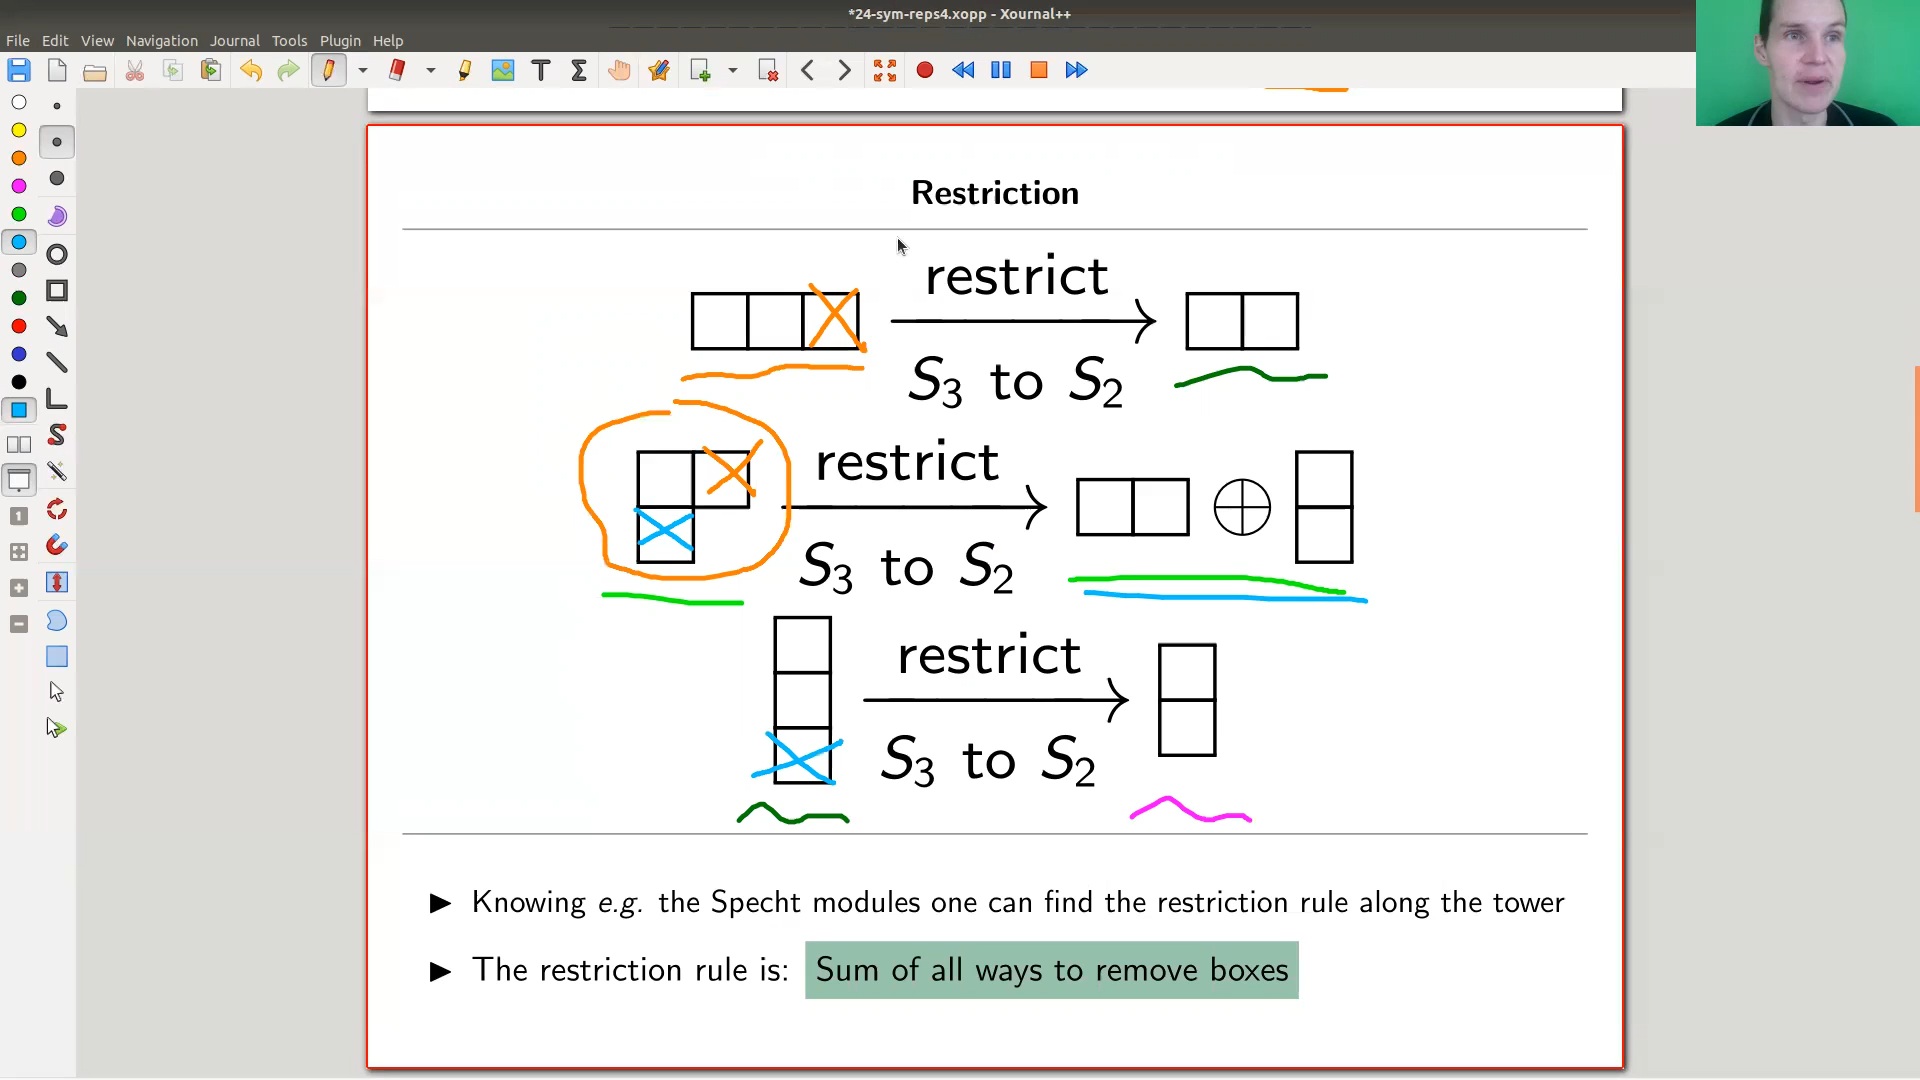 *24-sym-reps4.xopp - Xournal++
File Edit View Navigation Journal Tools Plugin Help
Restriction
restrict
S₃ to S₂
restrict
⊕
S₃ to S₂
restrict
S₃ to S₂
▶ Knowing e.g. the Specht modules one can find the restriction rule along the tower
▶ The restriction rule is: Sum of all ways to remove boxes